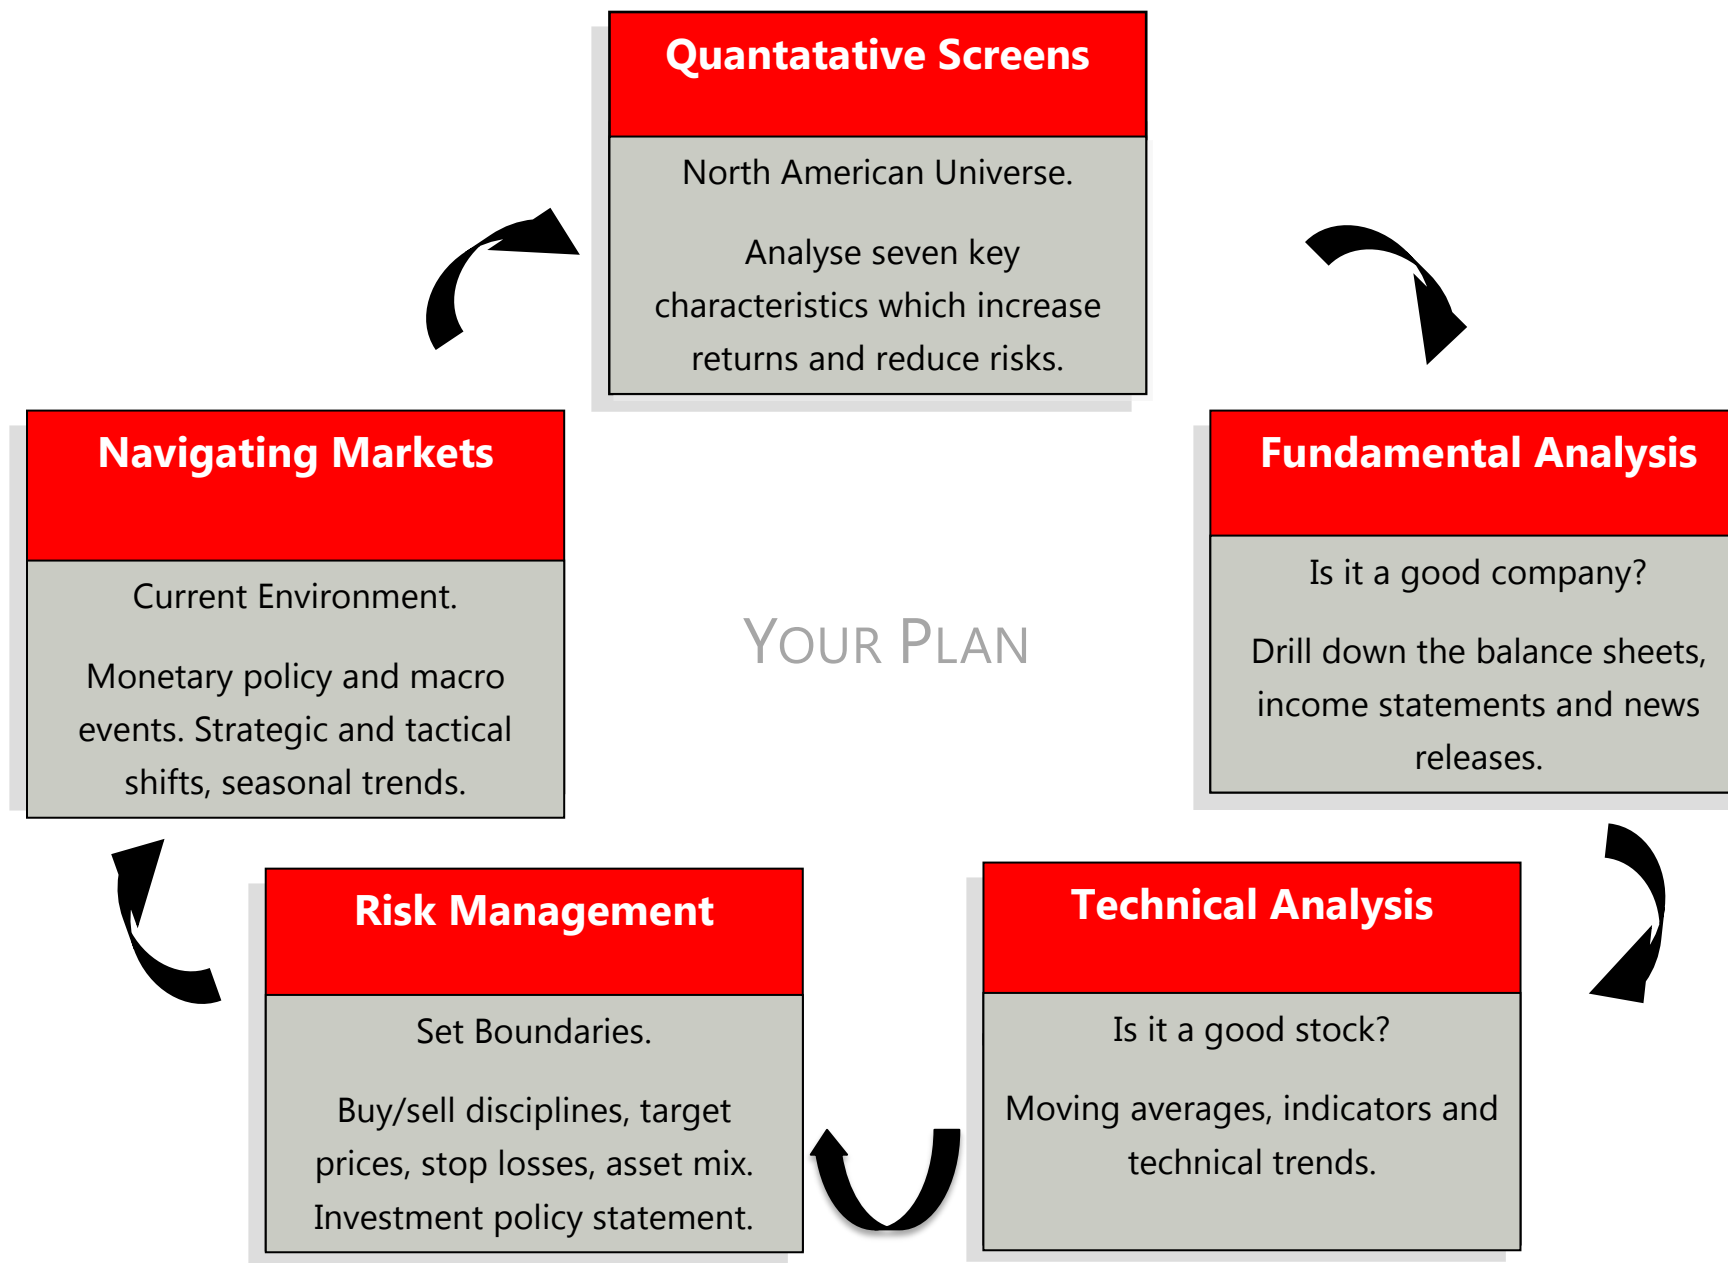 Quantatative Screens
North American Universe.
Analyse seven key
characteristics which increase
returns and reduce risks.
Navigating Markets
Current Environment.
Monetary policy and macro
events. Strategic and tactical
shifts, seasonal trends.
YOUR PLAN
Fundamental Analysis
Is it a good company?
Drill down the balance sheets,
income statements and news
releases.
Risk Management
Set Boundaries.
Buy/sell disciplines, target
prices, stop losses, asset mix.
Investment policy statement.
Technical Analysis
Is it a good stock?
Moving averages, indicators and
technical trends.